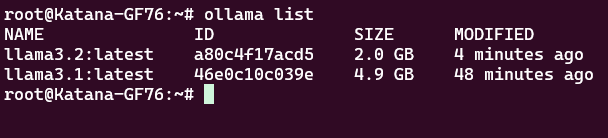 root@Katana-GF76:~# ollama list
NAME ID SIZE MODIFIED
llama3.2:latest a80c4f17acd5 2.0 GB 4 minutes ago
llama3.1:latest 46e0c10c039e 4.9 GB 48 minutes ago
root@Katana-GF76:~#